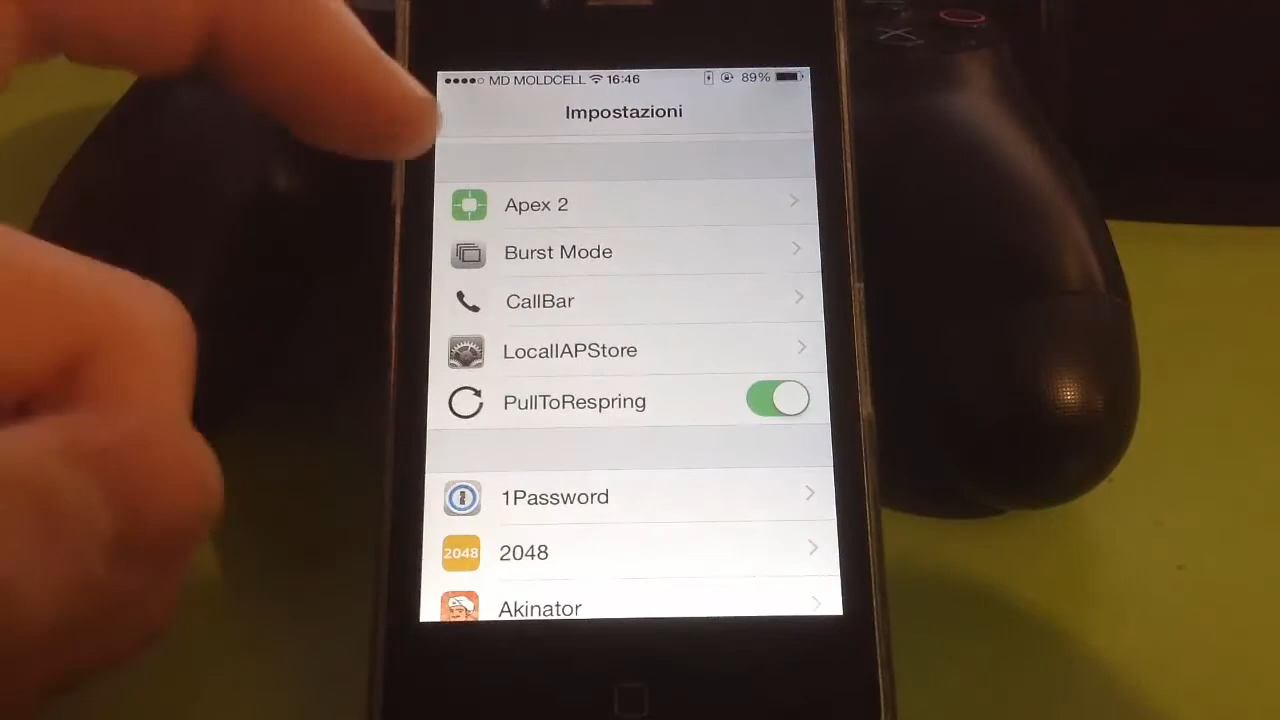 MD MOLDCELL 16:46 89%
Impostazioni
Apex 2
Burst Mode
CallBar
LocalIAPStore
PullToRespring
1Password
2048 2048
Akinator